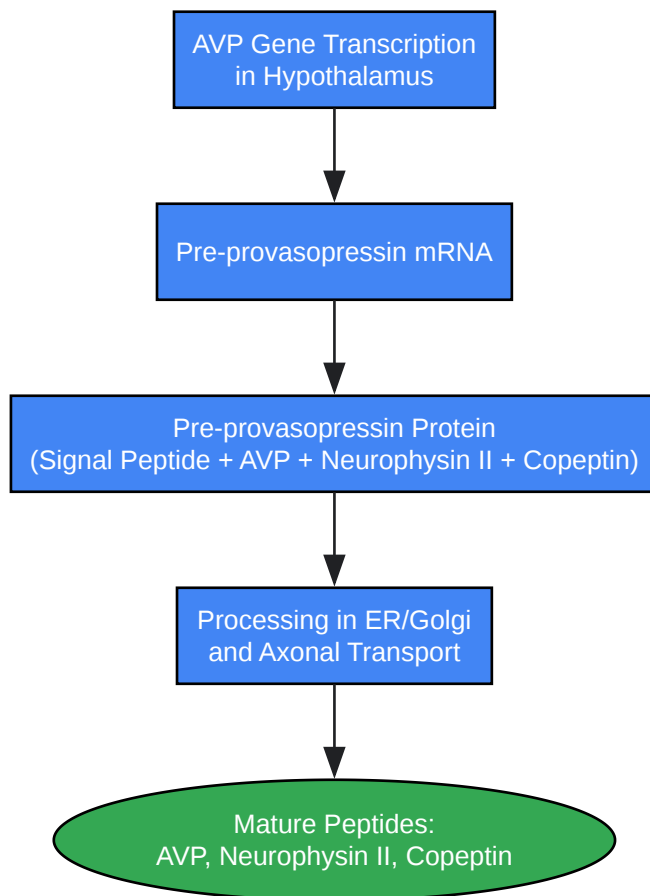 AVP Gene Transcription
in Hypothalamus
Pre-provasopressin mRNA
Pre-provasopressin Protein
(Signal Peptide + AVP + Neurophysin II + Copeptin)
Processing in ER/Golgi
and Axonal Transport
Mature Peptides:
AVP, Neurophysin II, Copeptin